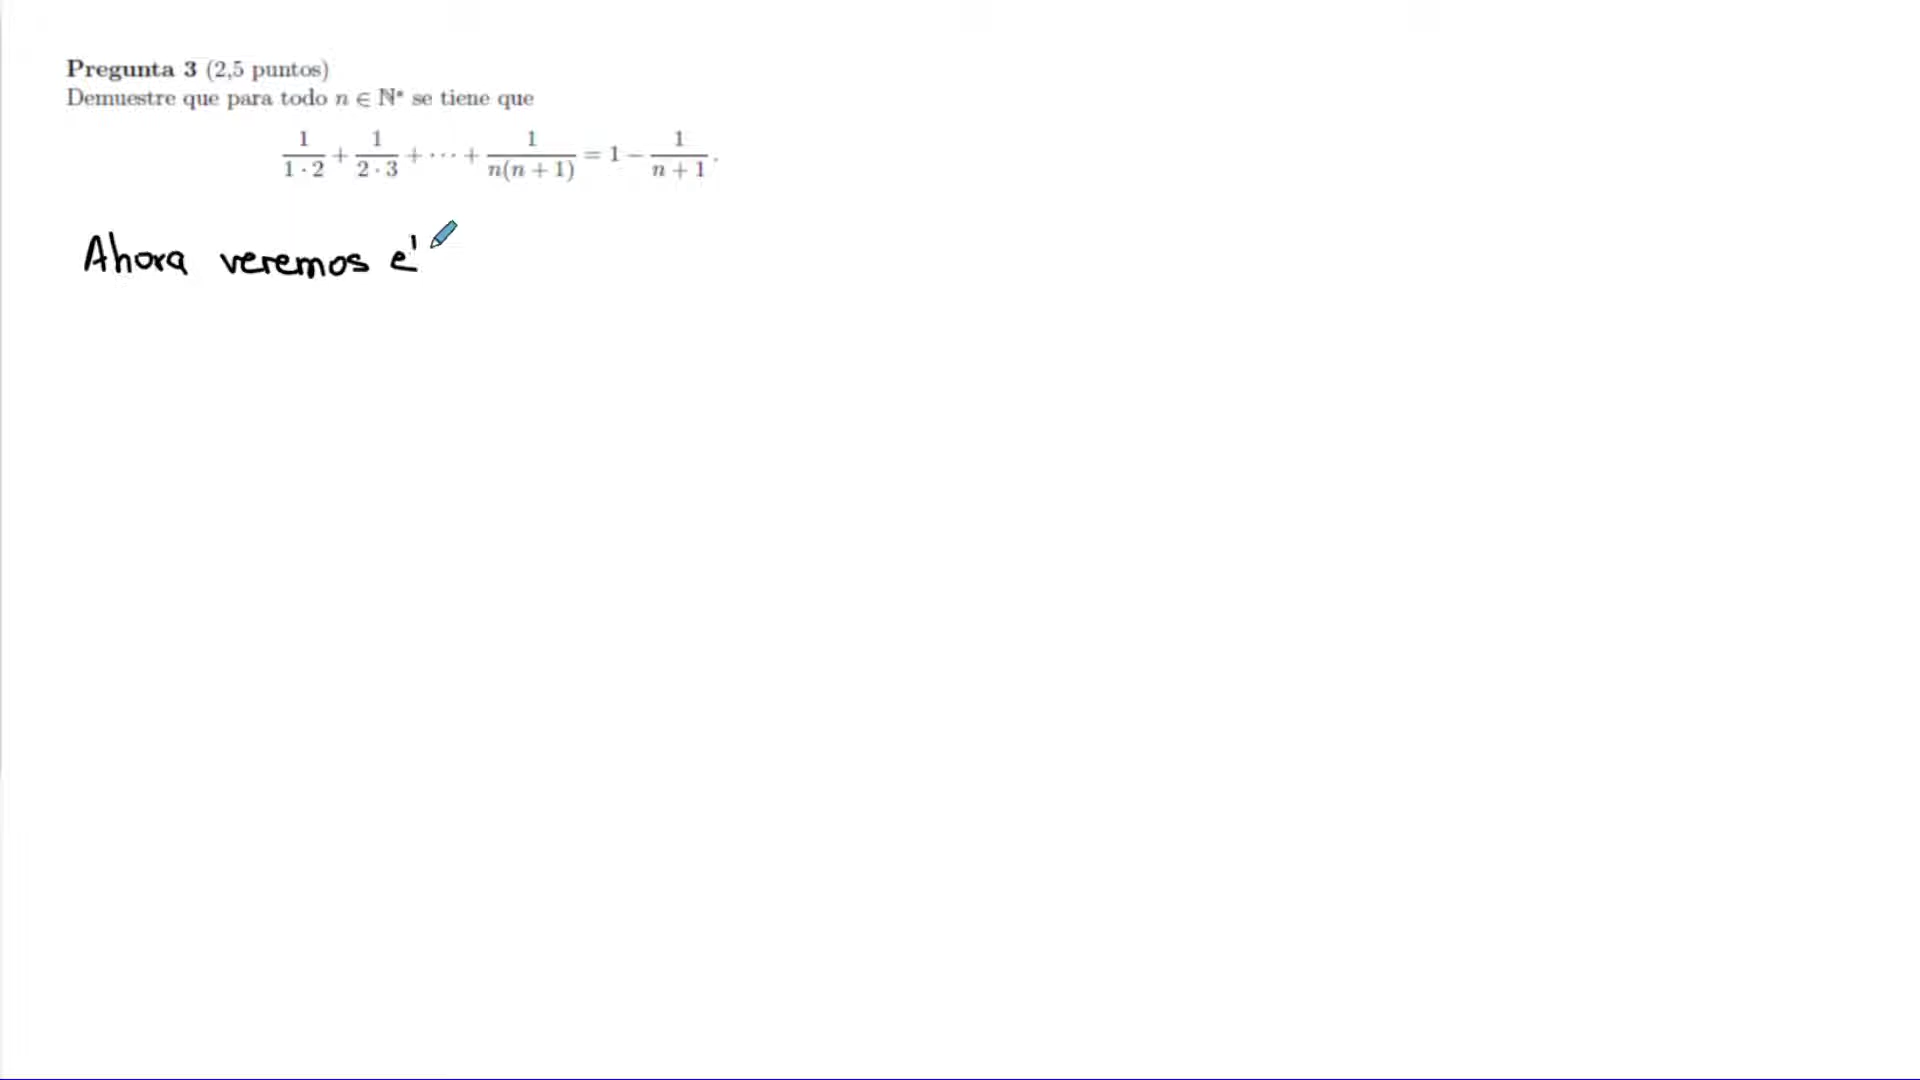 Pregunta 3 (2,5 puntos)
Demuestre que para todo n ∈ ℕ* se tiene que
1/(1 · 2) + 1/(2 · 3) + ··· + 1/(n(n + 1)) = 1 − 1/(n + 1).
Ahora veremos